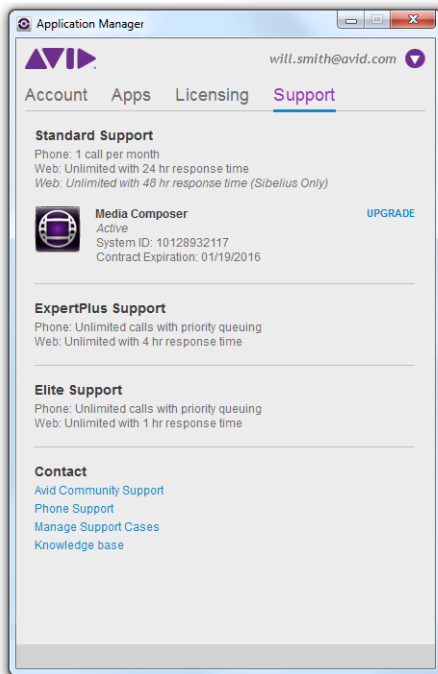 Application Manager
AVID
will.smith@avid.com
Account Apps Licensing Support
Standard Support
Phone: 1 call per month
Web: Unlimited with 24 hr response time
Web: Unlimited with 48 hr response time (Sibelius Only)
Media Composer
UPGRADE
Active
System ID: 10128932117
Contract Expiration: 01/19/2016
ExpertPlus Support
Phone: Unlimited calls with priority queuing
Web: Unlimited with 4 hr response time
Elite Support
Phone: Unlimited calls with priority queuing
Web: Unlimited with 1 hr response time
Contact
Avid Community Support
Phone Support
Manage Support Cases
Knowledge base